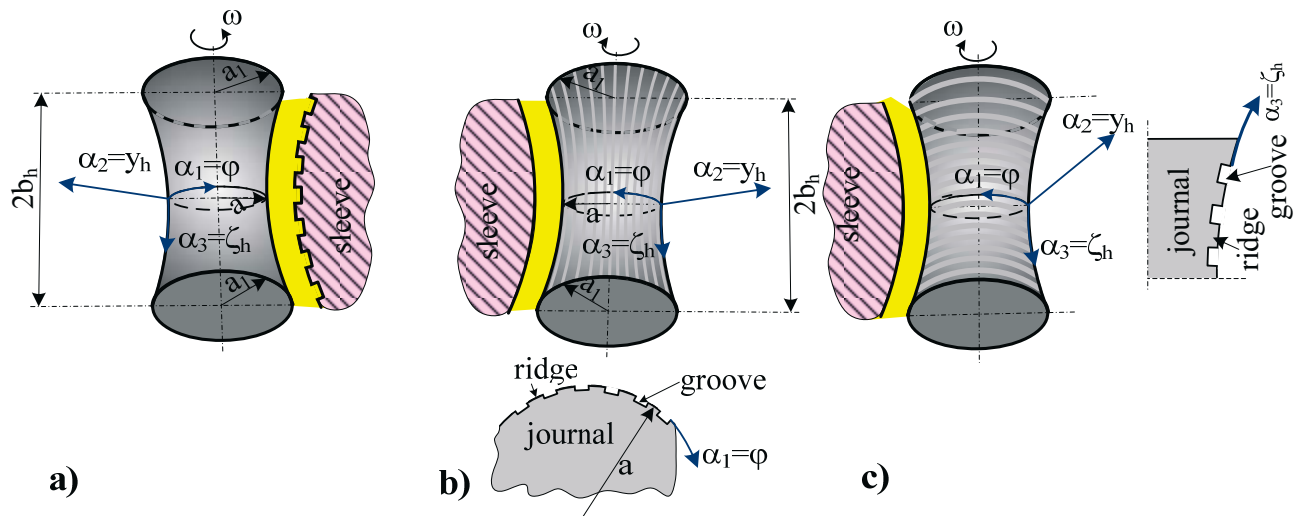 ω
a₁
2bₕ
α₂=yₕ
α₁=φ
a
α₃=ζₕ
sleeve
a₁
a)
ω
a₁
sleeve
α₁=φ
α₂=yₕ
a
α₃=ζₕ
2bₕ
a₁
ridge
groove
journal
a
α₁=φ
b)
ω
sleeve
α₂=yₕ
α₁=φ
α₃=ζₕ
α₃=ζₕ
journal
ridge
groove
c)